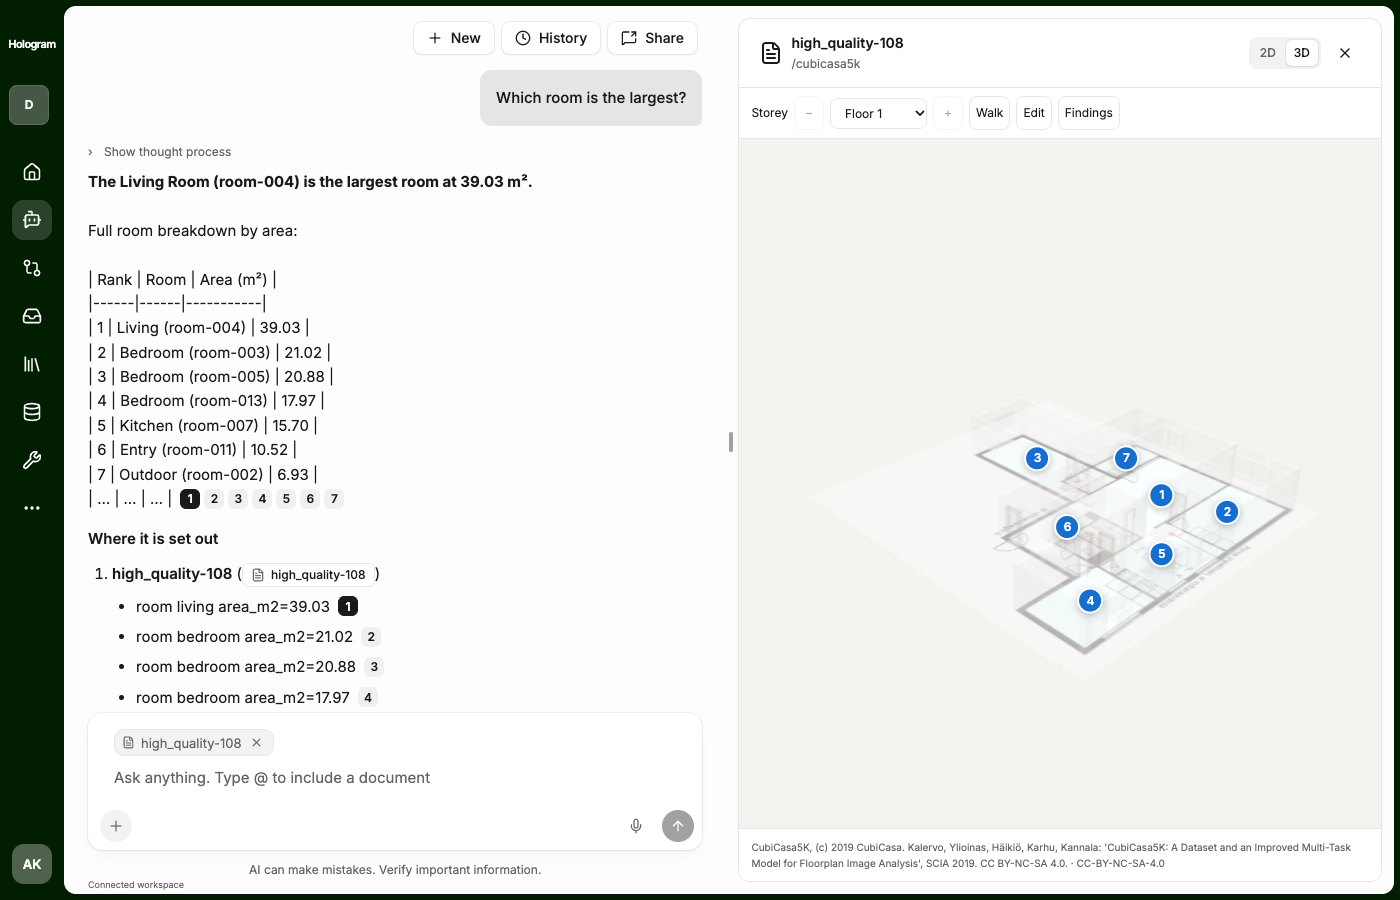 Hologram
D
AK
New
History
Share
Which room is the largest?
Show thought process
The Living Room (room-004) is the largest room at 39.03 m².
Full room breakdown by area:
| Rank | Room | Area (m²) |
|------|------|-----------|
| 1 | Living (room-004) | 39.03 |
| 2 | Bedroom (room-003) | 21.02 |
| 3 | Bedroom (room-005) | 20.88 |
| 4 | Bedroom (room-013) | 17.97 |
| 5 | Kitchen (room-007) | 15.70 |
| 6 | Entry (room-011) | 10.52 |
| 7 | Outdoor (room-002) | 6.93 |
| ... | ... | ... | 1 2 3 4 5 6 7
Where it is set out
1. high_quality-108 ( high_quality-108 )
• room living area_m2=39.03 1
• room bedroom area_m2=21.02 2
• room bedroom area_m2=20.88 3
• room bedroom area_m2=17.97 4
high_quality-108
Ask anything. Type @ to include a document
AI can make mistakes. Verify important information.
Connected workspace
high_quality-108
/cubicasa5k
2D 3D
Storey − Floor 1 + Walk Edit Findings
3
7
1
2
6
5
4
CubiCasa5K, (c) 2019 CubiCasa. Kalervo, Ylioinas, Häikiö, Karhu, Kannala: 'CubiCasa5K: A Dataset and an Improved Multi-Task
Model for Floorplan Image Analysis', SCIA 2019. CC BY-NC-SA 4.0. · CC-BY-NC-SA-4.0